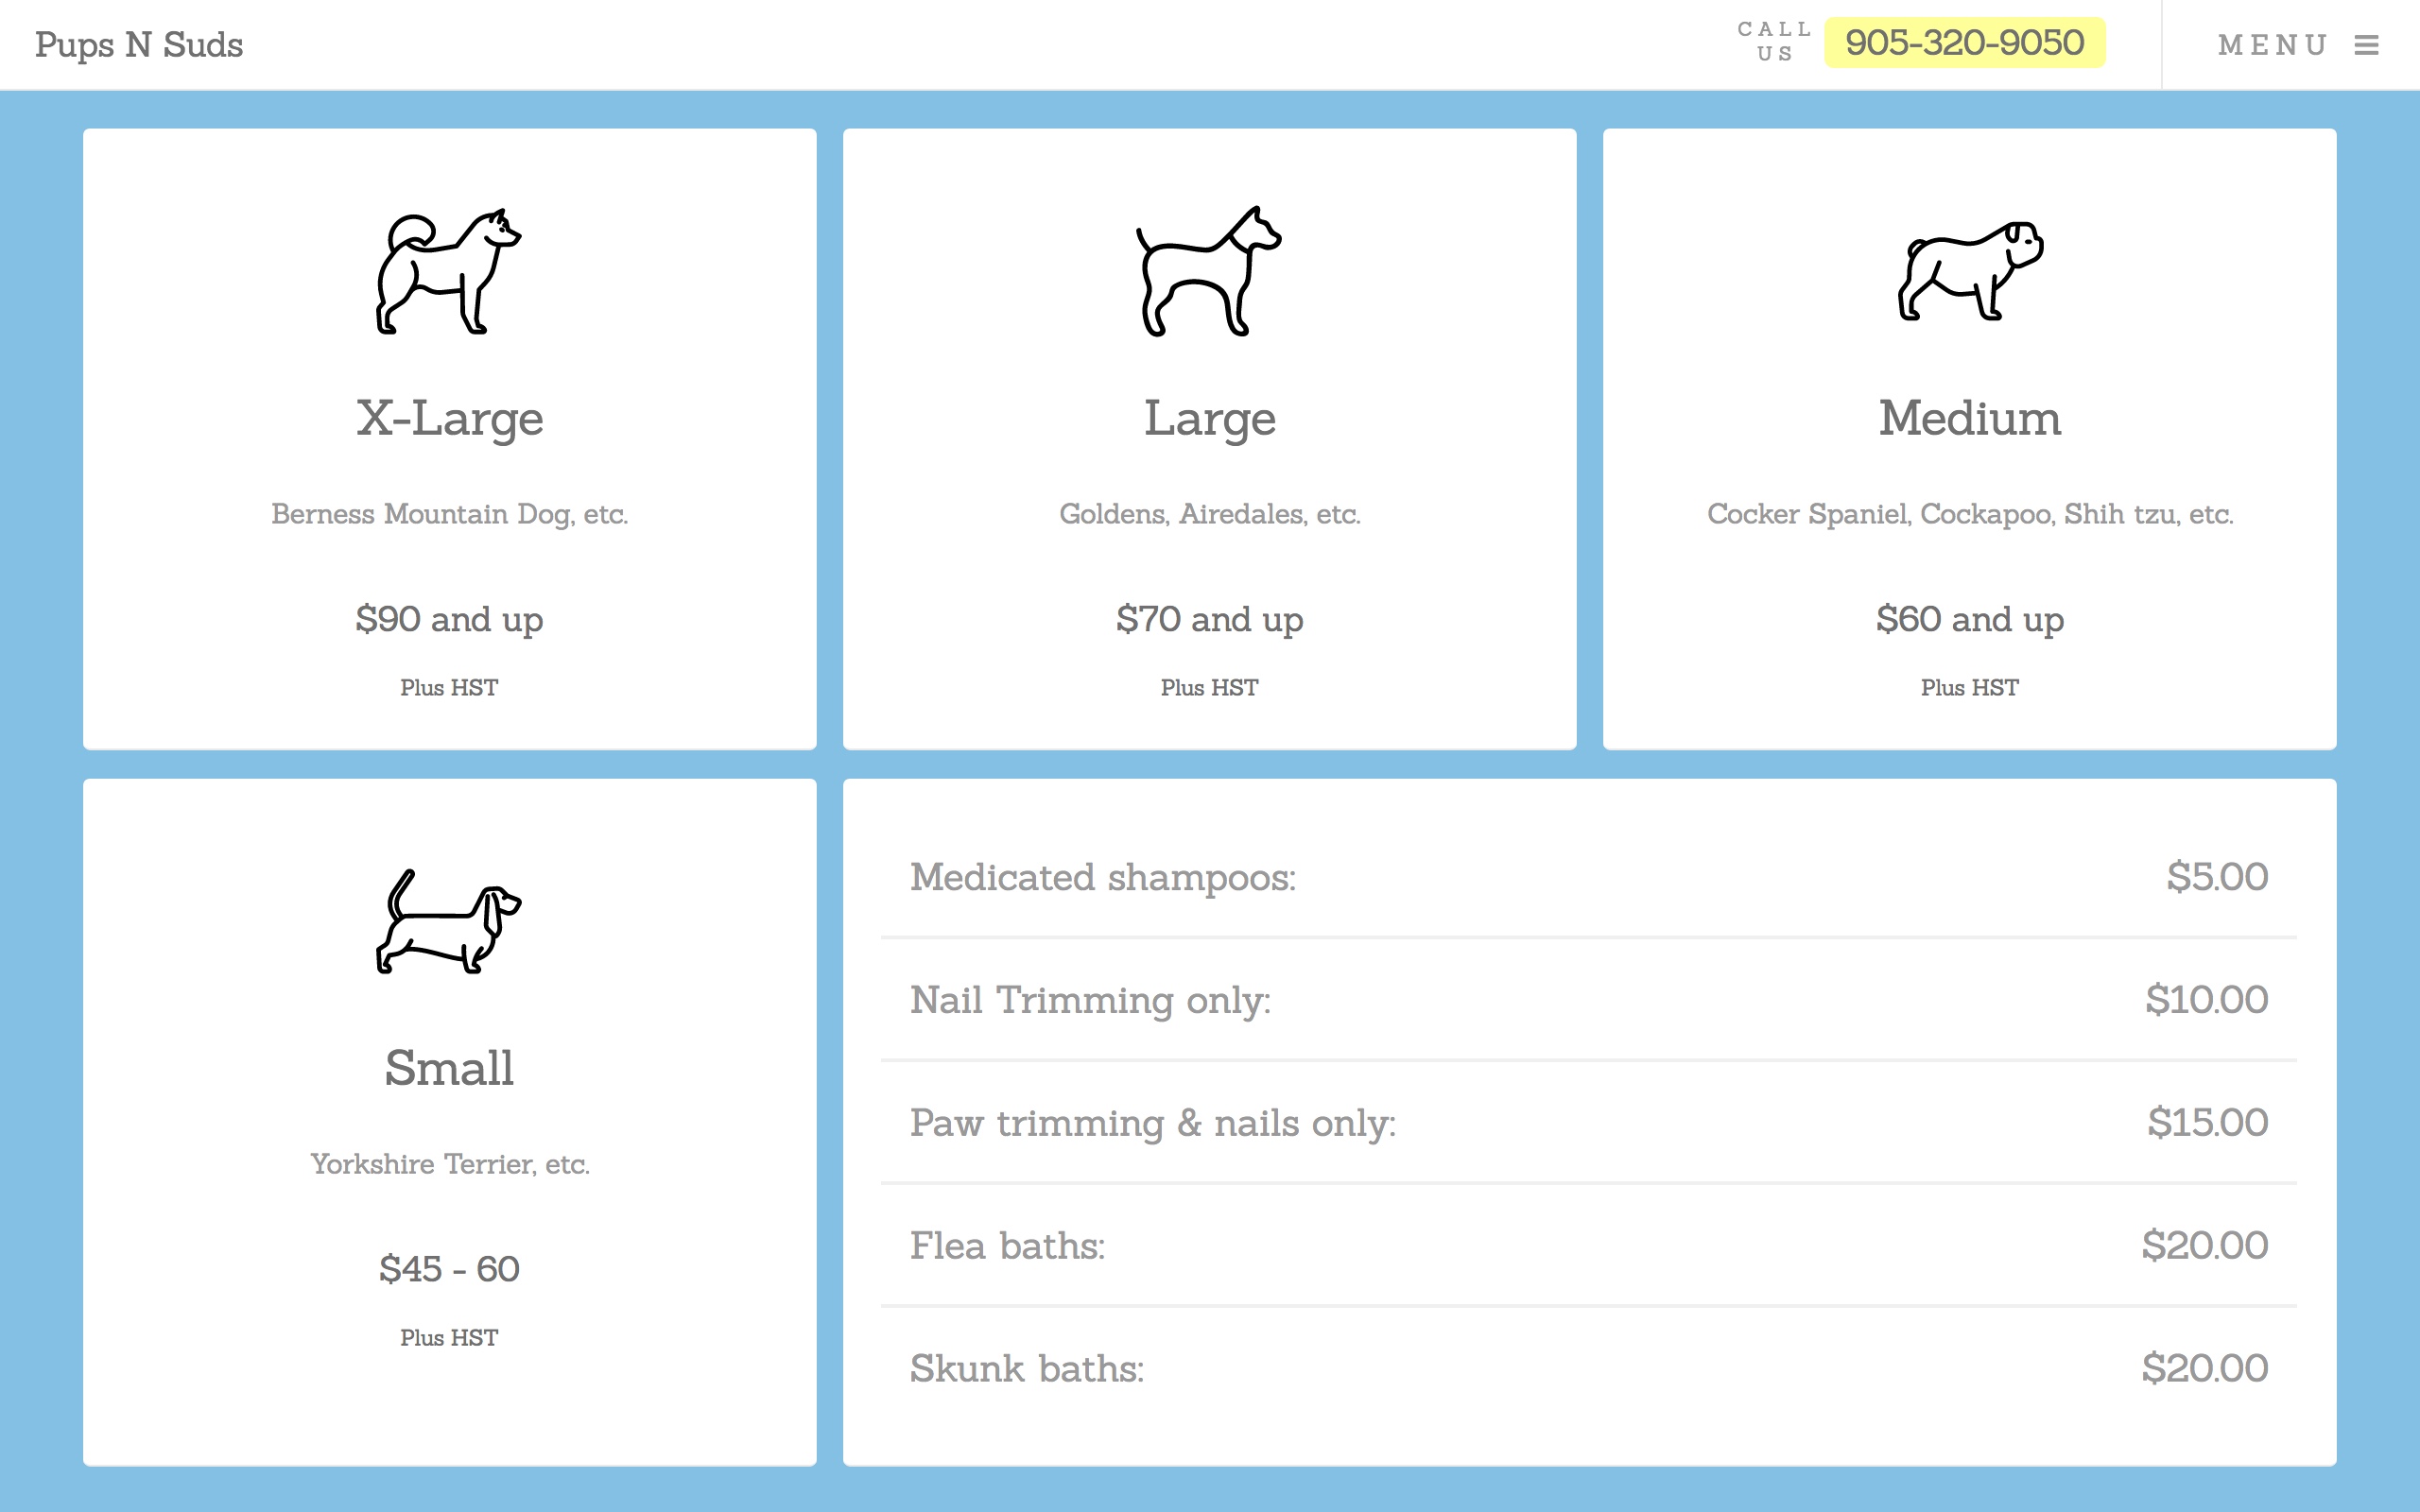 Pups N Suds
CALL
US
905-320-9050
MENU
X-Large
Berness Mountain Dog, etc.
$90 and up
Plus HST
Large
Goldens, Airedales, etc.
$70 and up
Plus HST
Medium
Cocker Spaniel, Cockapoo, Shih tzu, etc.
$60 and up
Plus HST
Small
Yorkshire Terrier, etc.
$45 - 60
Plus HST
Medicated shampoos: $5.00
Nail Trimming only: $10.00
Paw trimming & nails only: $15.00
Flea baths: $20.00
Skunk baths: $20.00